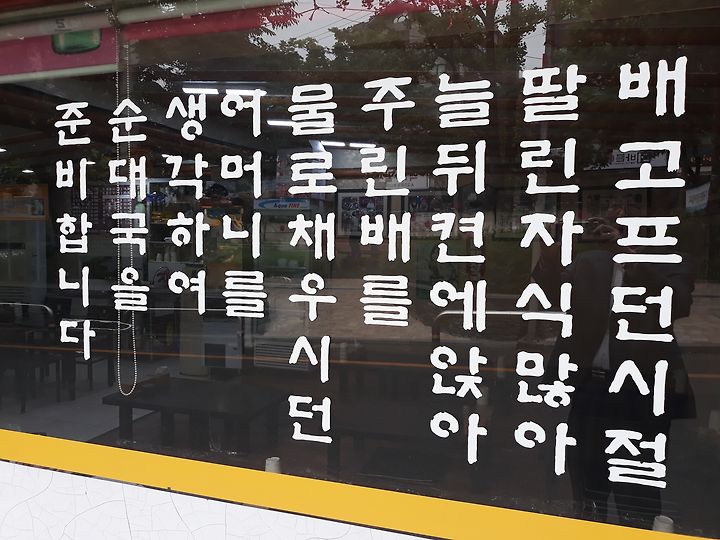 배고프던시절
딸린자식많아
늘뒤켠에앉아
주린배를
물로채우시던
어머니를
생각하여
순대국을
준바합니다